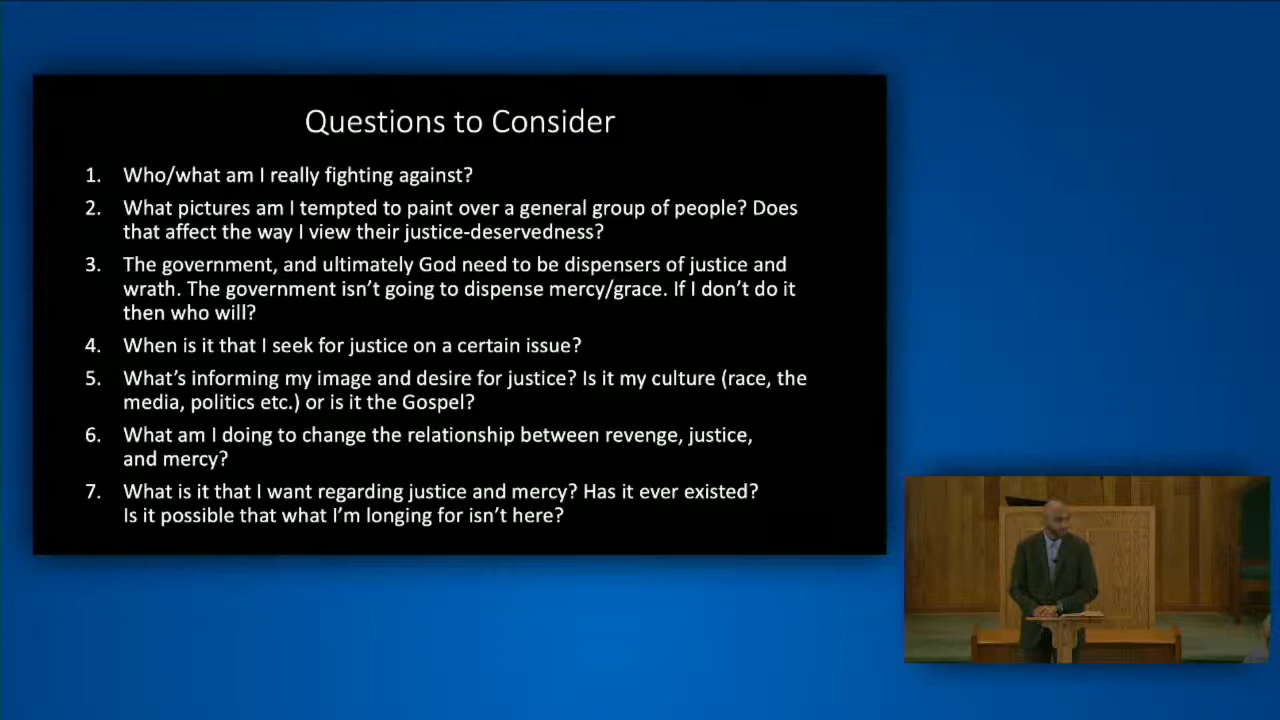 Questions to Consider
1. Who/what am I really fighting against?
2. What pictures am I tempted to paint over a general group of people? Does
that affect the way I view their justice-deservedness?
3. The government, and ultimately God need to be dispensers of justice and
wrath. The government isn’t going to dispense mercy/grace. If I don’t do it
then who will?
4. When is it that I seek for justice on a certain issue?
5. What’s informing my image and desire for justice? Is it my culture (race, the
media, politics etc.) or is it the Gospel?
6. What am I doing to change the relationship between revenge, justice,
and mercy?
7. What is it that I want regarding justice and mercy? Has it ever existed?
Is it possible that what I’m longing for isn’t here?